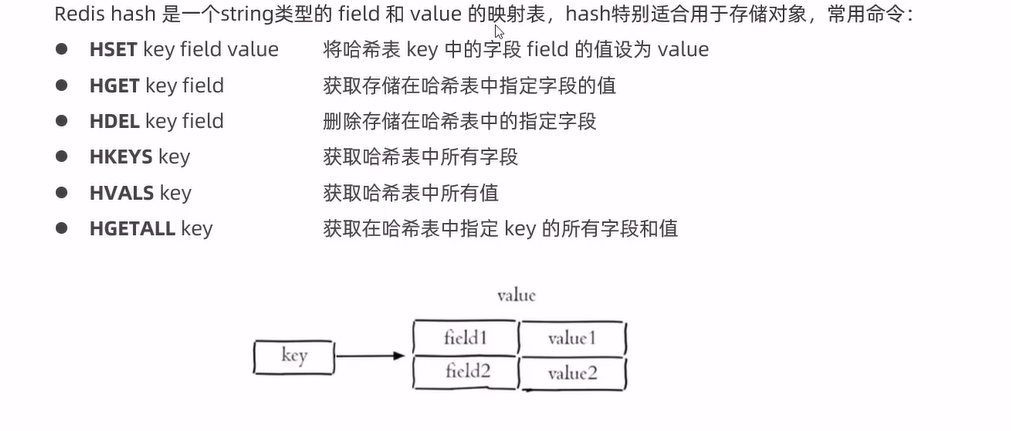 Redis hash 是一个string类型的 field 和 value 的映射表，hash特别适合用于存储对象，常用命令：
● HSET key field value 将哈希表 key 中的字段 field 的值设为 value
● HGET key field 获取存储在哈希表中指定字段的值
● HDEL key field 删除存储在哈希表中的指定字段
● HKEYS key 获取哈希表中所有字段
● HVALS key 获取哈希表中所有值
● HGETALL key 获取在哈希表中指定 key 的所有字段和值
value
field1 value1
key
field2 value2